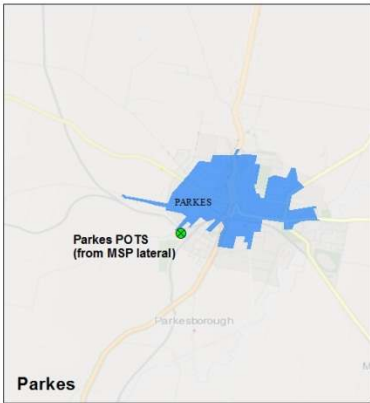 PARKES
Parkes POTS
(from MSP lateral)
Parkesborough
M
Parkes